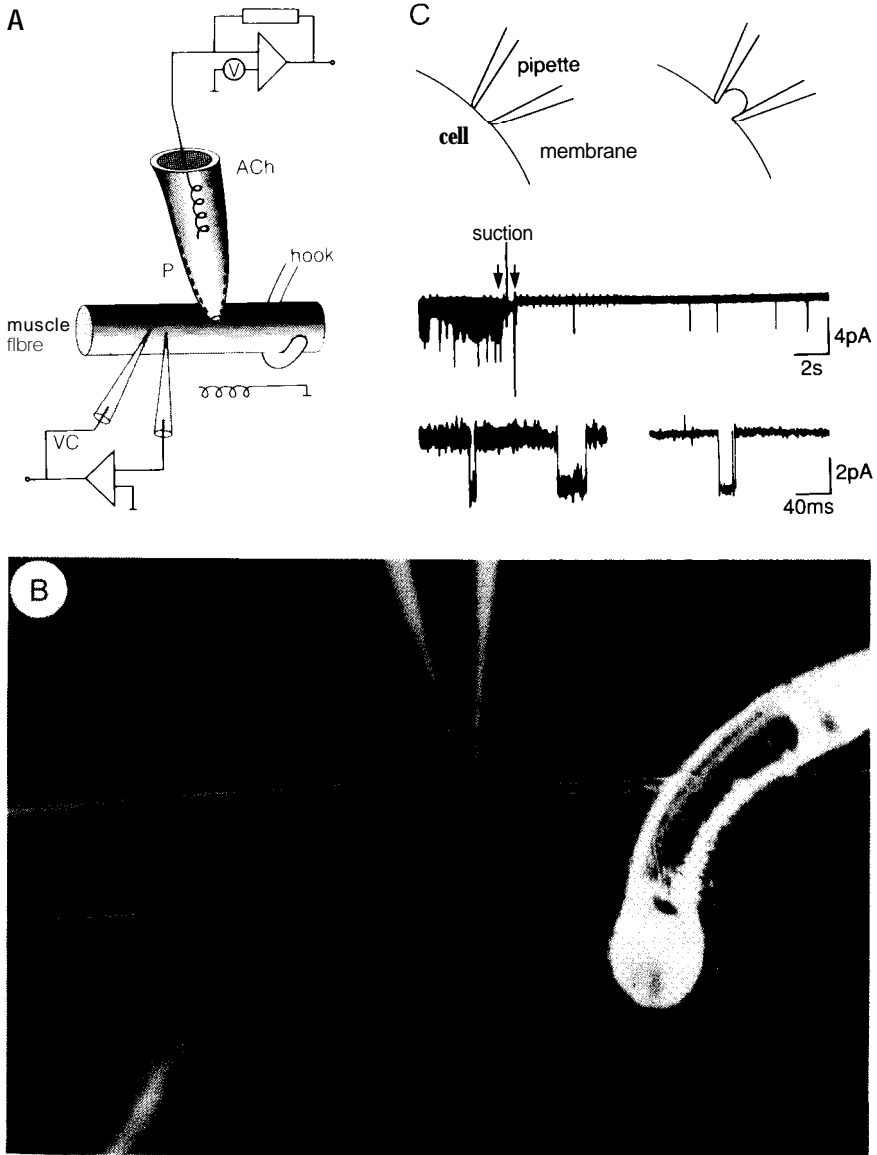 A
V
ACh
P
hook
muscle
fibre
VC
C
pipette
cell
membrane
suction
4pA
2s
2pA
40ms
B